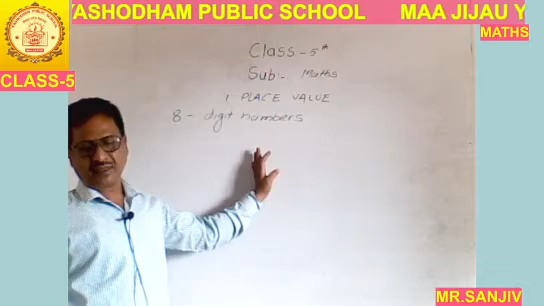 YASHODHAM PUBLIC SCHOOL MAA JIJAU Y
MATHS
CLASS-5
Class - 5th
Sub:- Maths
1 PLACE VALUE
8 - digit numbers
MR.SANJIV